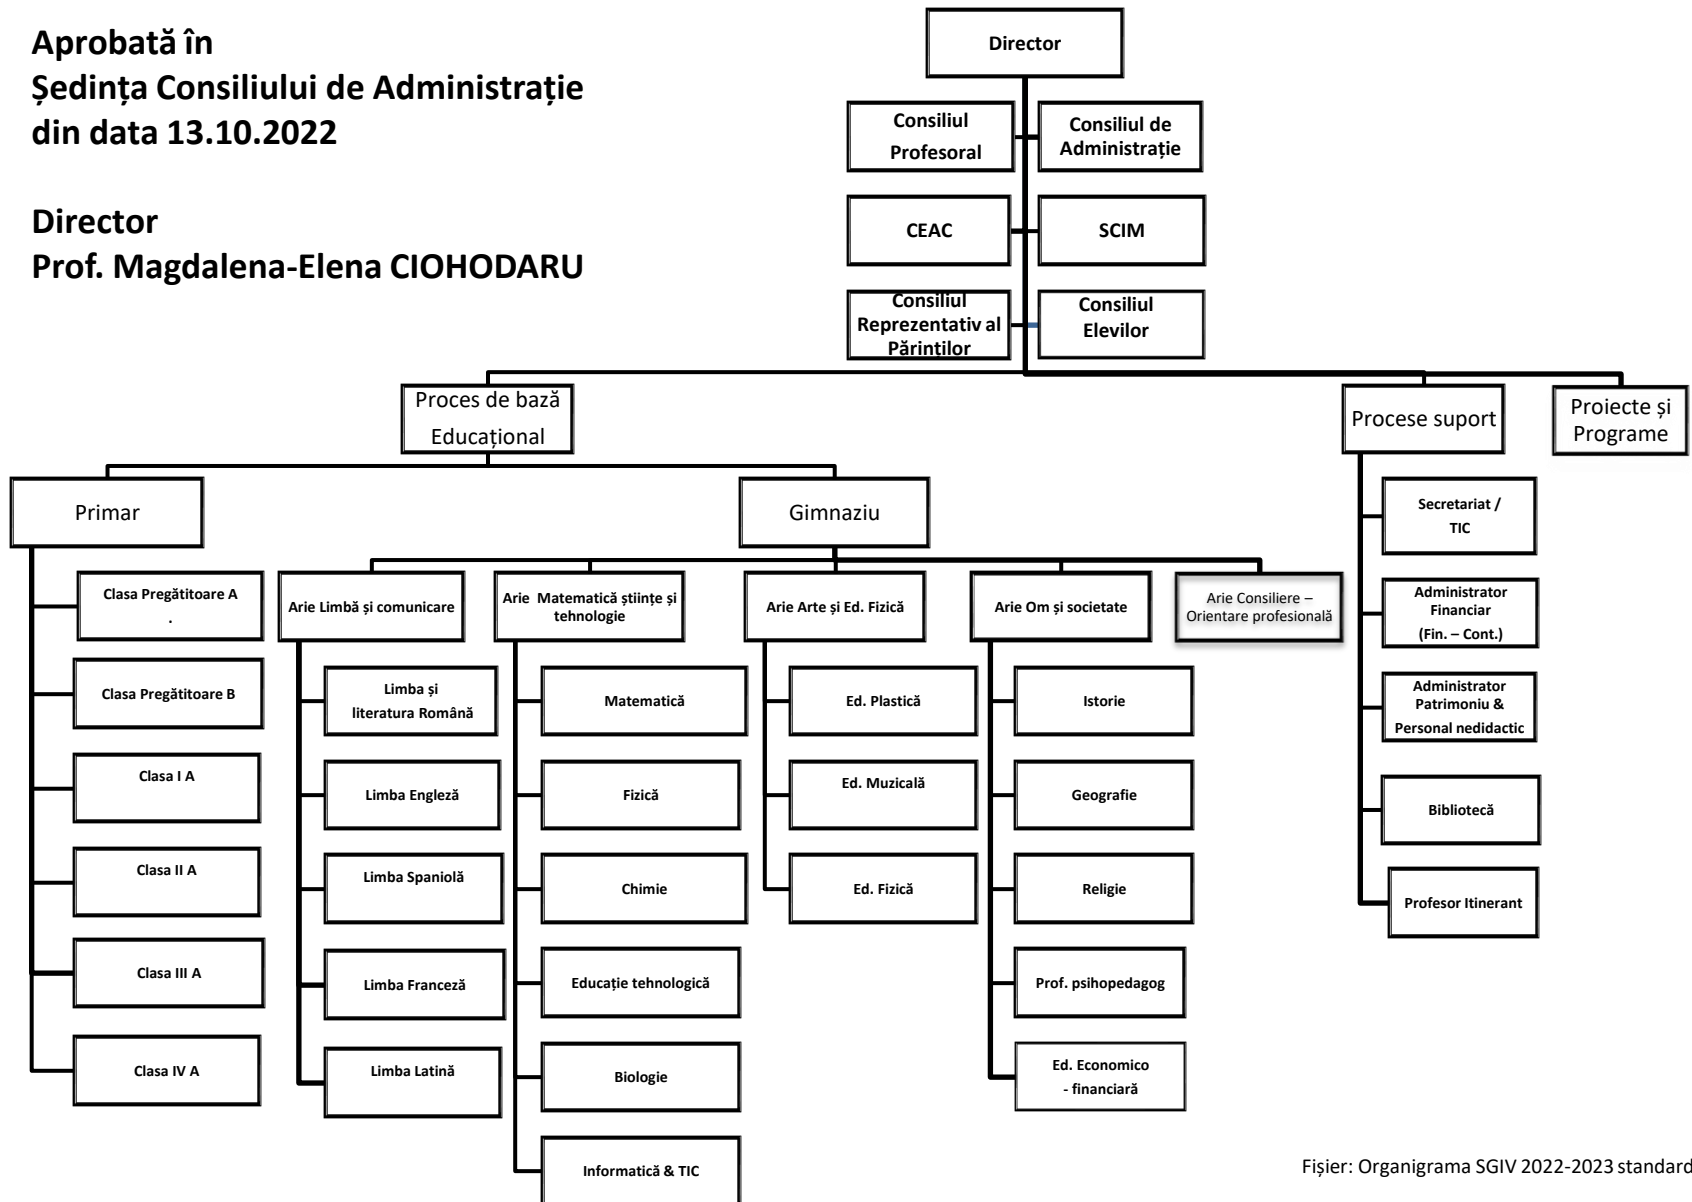 Aprobată în
Ședința Consiliului de Administrație
din data 13.10.2022
Director
Prof. Magdalena-Elena CIOHODARU
Director
Consiliul
Profesoral
Consiliul de
Administrație
CEAC
SCIM
Consiliul
Reprezentativ al
Părinților
Consiliul
Elevilor
Proces de bază
Educațional
Procese suport
Proiecte și
Programe
Primar
Gimnaziu
Clasa Pregătitoare A
.
Clasa Pregătitoare B
Clasa I A
Clasa II A
Clasa III A
Clasa IV A
Arie Limbă și comunicare
Limba și
literatura Română
Limba Engleză
Limba Spaniolă
Limba Franceză
Limba Latină
Arie Matematică științe și
tehnologie
Matematică
Fizică
Chimie
Educație tehnologică
Biologie
Informatică & TIC
Arie Arte și Ed. Fizică
Ed. Plastică
Ed. Muzicală
Ed. Fizică
Arie Om și societate
Istorie
Geografie
Religie
Prof. psihopedagog
Ed. Economico
- financiară
Arie Consiliere –
Orientare profesională
Secretariat /
TIC
Administrator
Financiar
(Fin. – Cont.)
Administrator
Patrimoniu &
Personal nedidactic
Bibliotecă
Profesor Itinerant
Fișier: Organigrama SGIV 2022-2023 standard